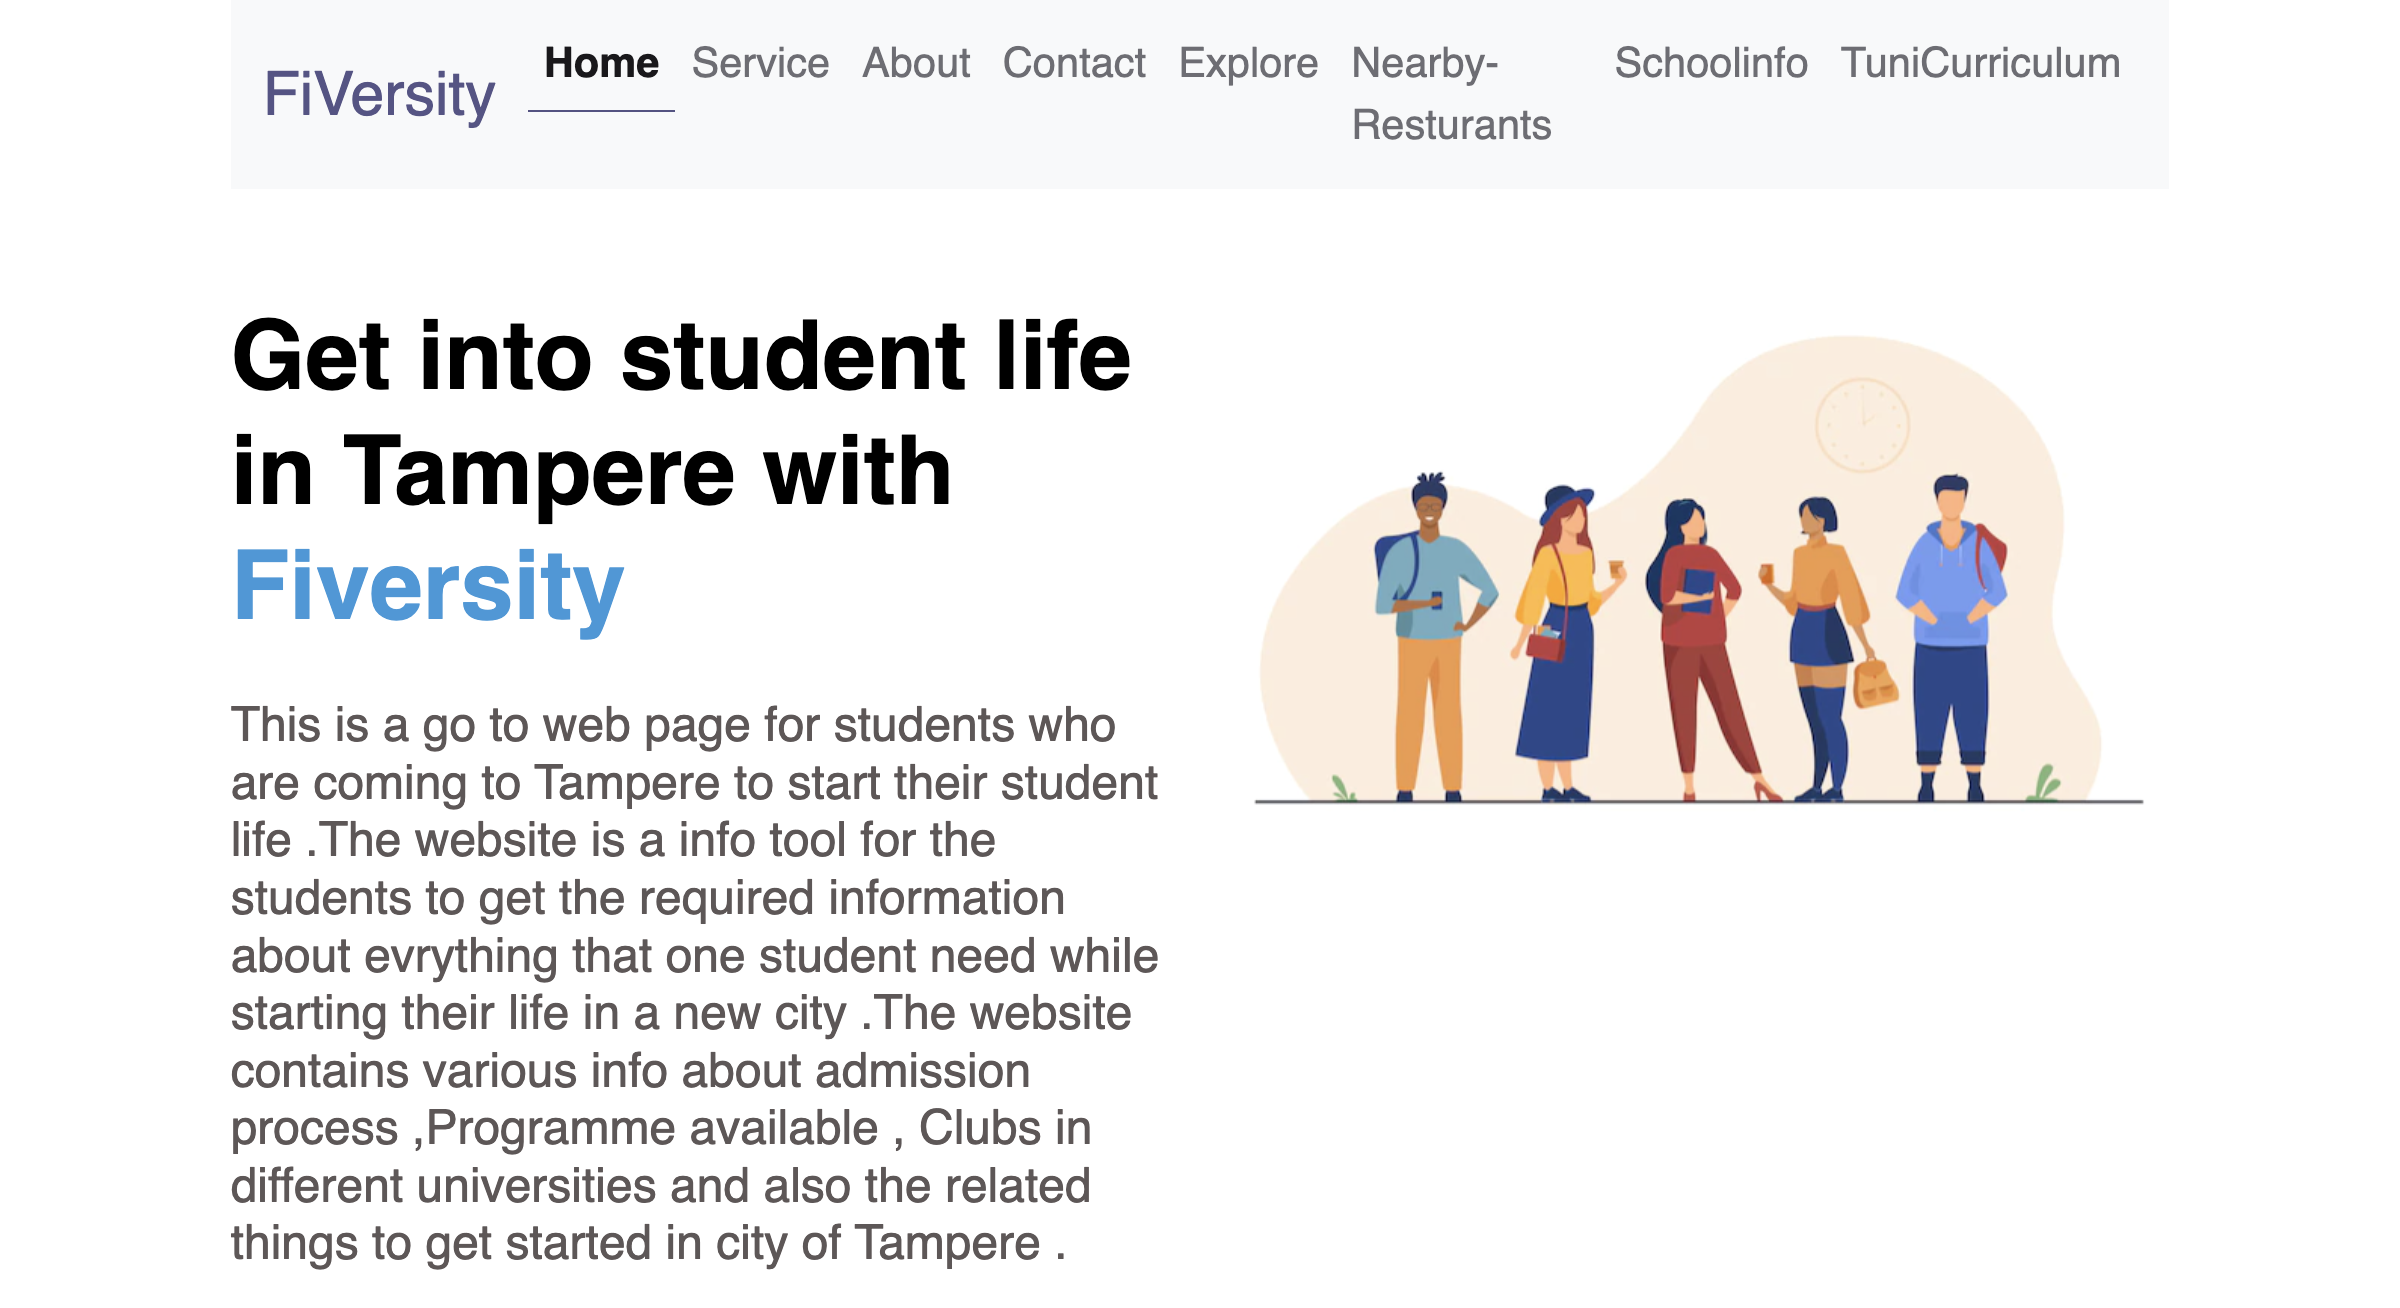 FiVersity
Home Service About Contact Explore Nearby-
Resturants
Schoolinfo TuniCurriculum
Get into student life
in Tampere with
Fiversity
This is a go to web page for students who
are coming to Tampere to start their student
life .The website is a info tool for the
students to get the required information
about evrything that one student need while
starting their life in a new city .The website
contains various info about admission
process ,Programme available , Clubs in
different universities and also the related
things to get started in city of Tampere .